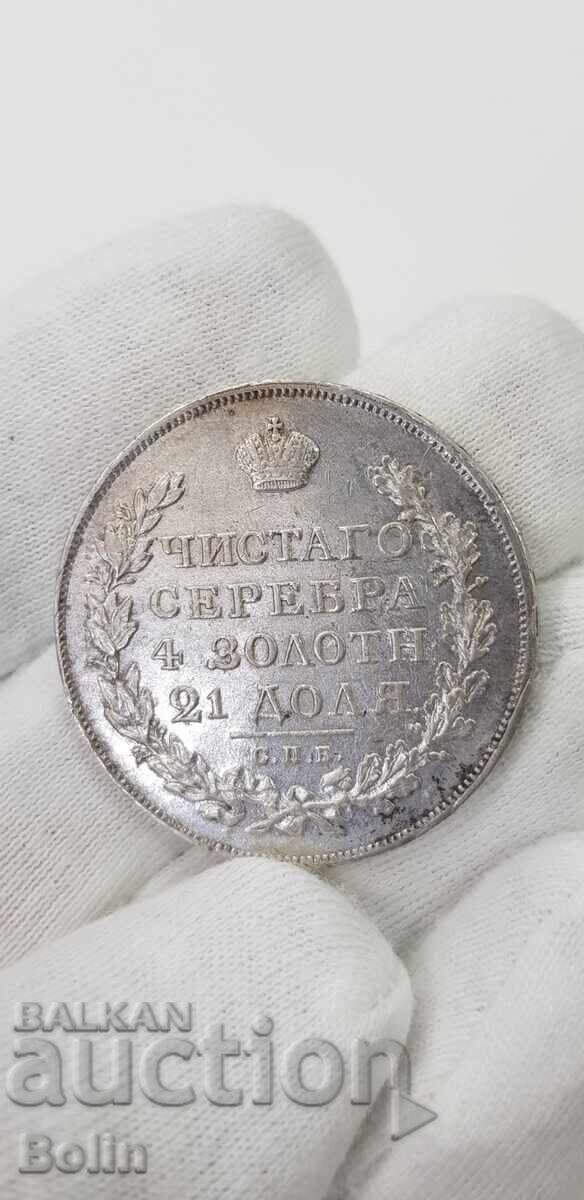 ЧИСТАГО
СЕРЕБРА
4 ЗОЛОТН
21 ДОЛЯ
С.П.Б.
BALKAN
auction
Bolin